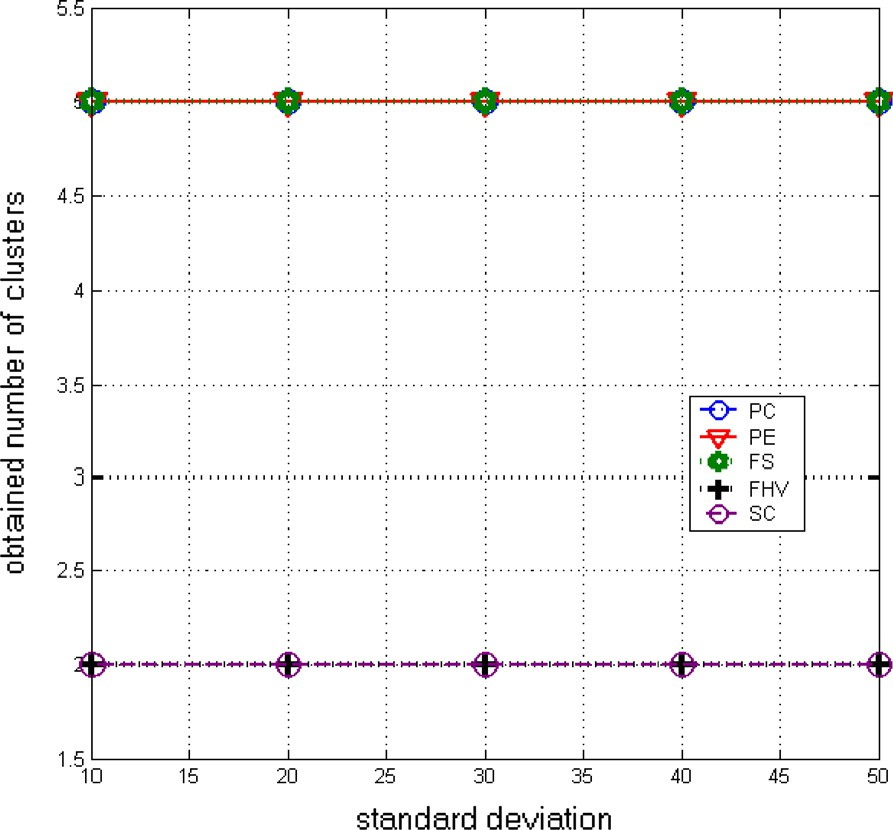 5.5
5
4.5
4
3.5
3
2.5
2
1.5
10 15 20 25 30 35 40 45 50
obtained number of clusters
standard deviation
PC
PE
FS
FHV
SC